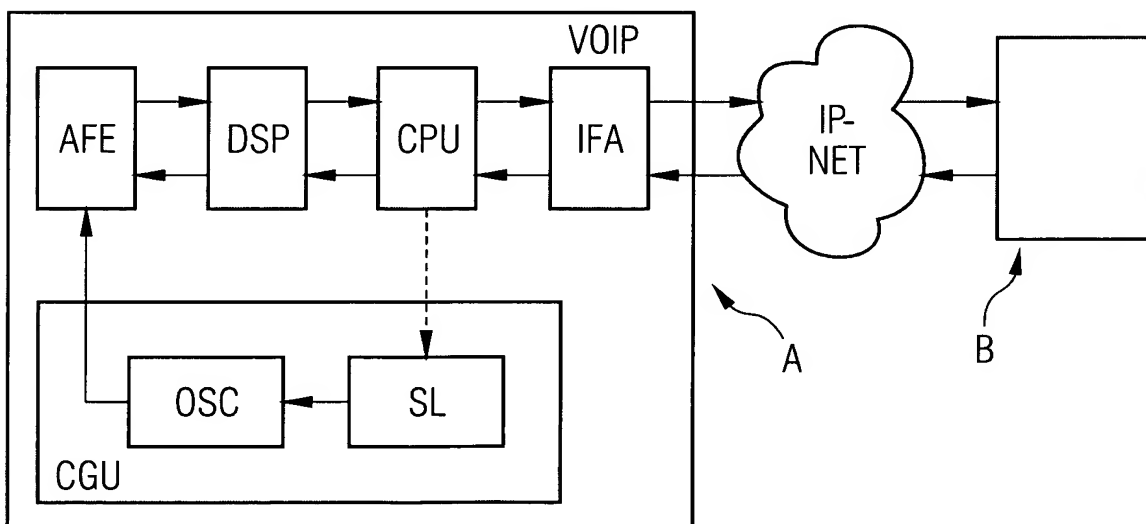 VOIP
AFE
DSP
CPU
IFA
IP-
NET
A
B
OSC
SL
CGU